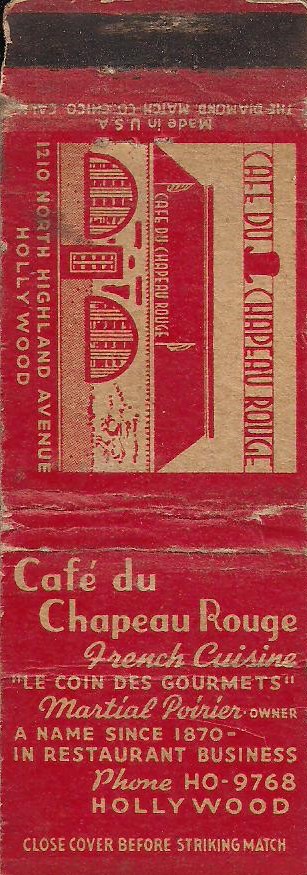 Made in U.S.A.
THE DIAMOND MATCH CO. CHICO, CAL.
CAFE DU CHAPEAU ROUGE
CAFE DU CHAPEAU ROUGE
1210 NORTH HIGHLAND AVENUE
HOLLYWOOD
Café du
Chapeau Rouge
French Cuisine
"LE COIN DES GOURMETS"
Martial Poirier · OWNER
A NAME SINCE 1870-
IN RESTAURANT BUSINESS
Phone HO-9768
HOLLYWOOD
CLOSE COVER BEFORE STRIKING MATCH